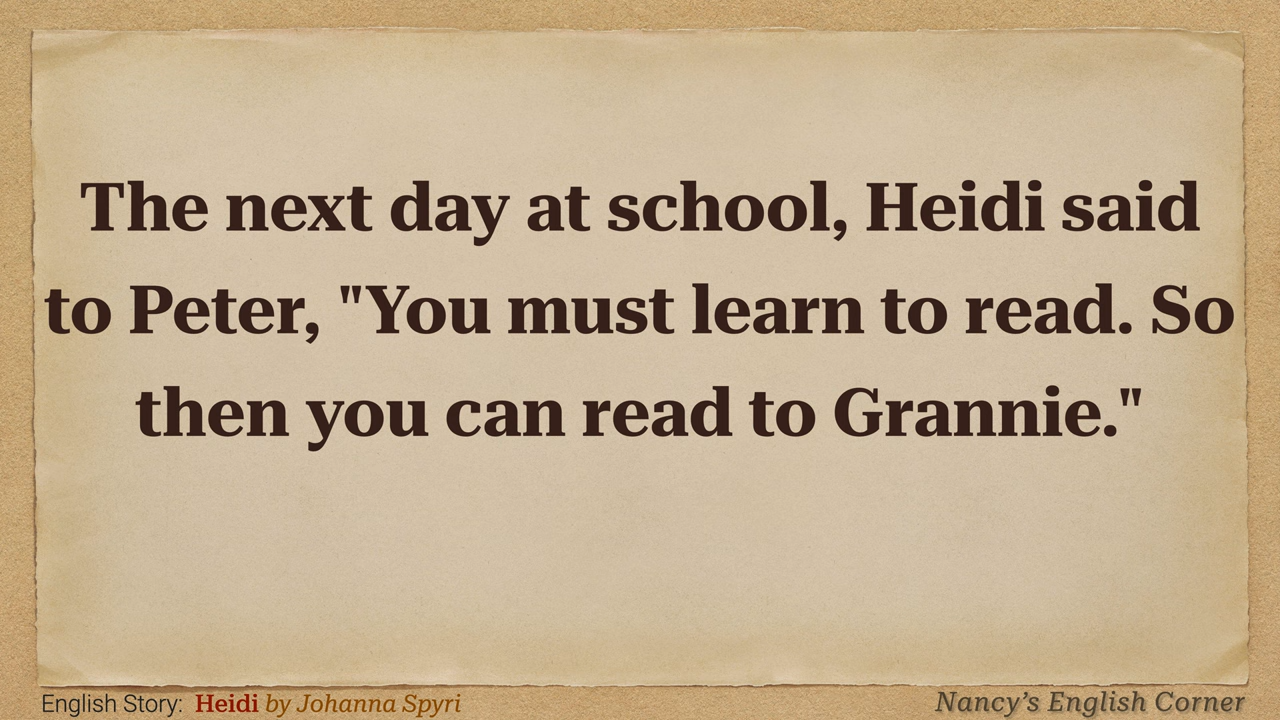 The next day at school, Heidi said
to Peter, "You must learn to read. So
then you can read to Grannie."
English Story: Heidi by Johanna Spyri
Nancy’s English Corner